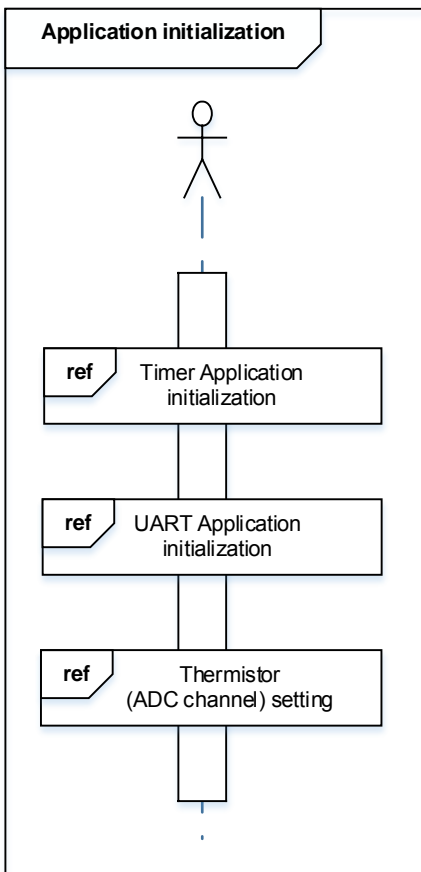 Application initialization
ref
Timer Application
initialization
ref
UART Application
initialization
ref
Thermistor
(ADC channel) setting